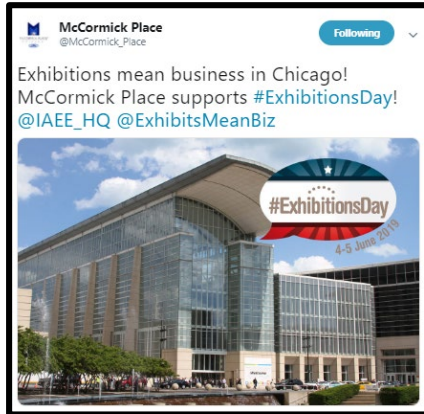 McCormick Place
@McCormick_Place
Following
Exhibitions mean business in Chicago!
McCormick Place supports #ExhibitionsDay!
@IAEE_HQ @ExhibitsMeanBiz
#ExhibitionsDay
4-5 June 2019